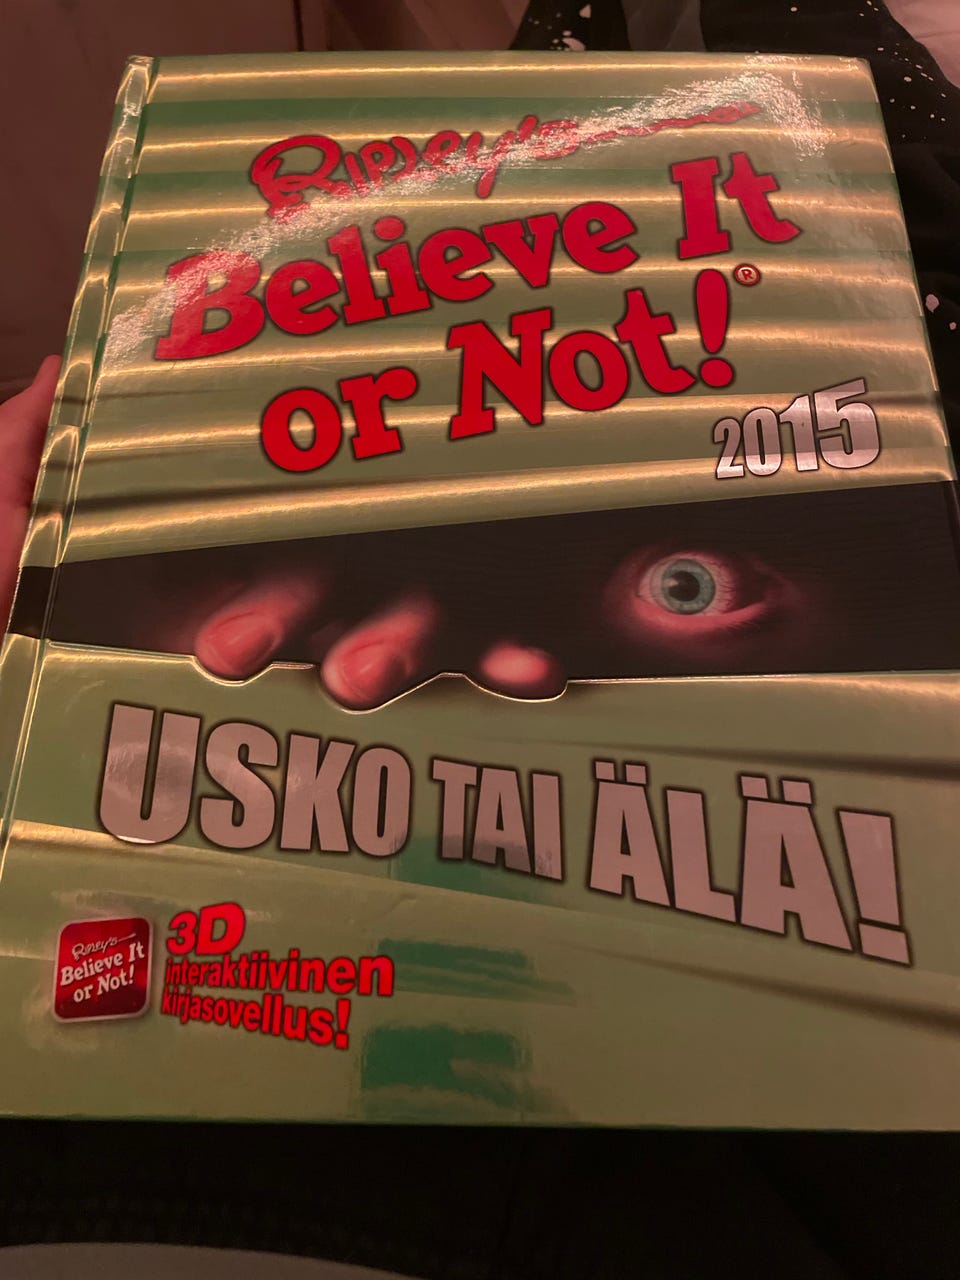 Ripley's
Believe It
or Not!®
2015
USKO TAI ÄLÄ!
Ripley's
Believe It
or Not!
3D
interaktiivinen
kirjasovellus!